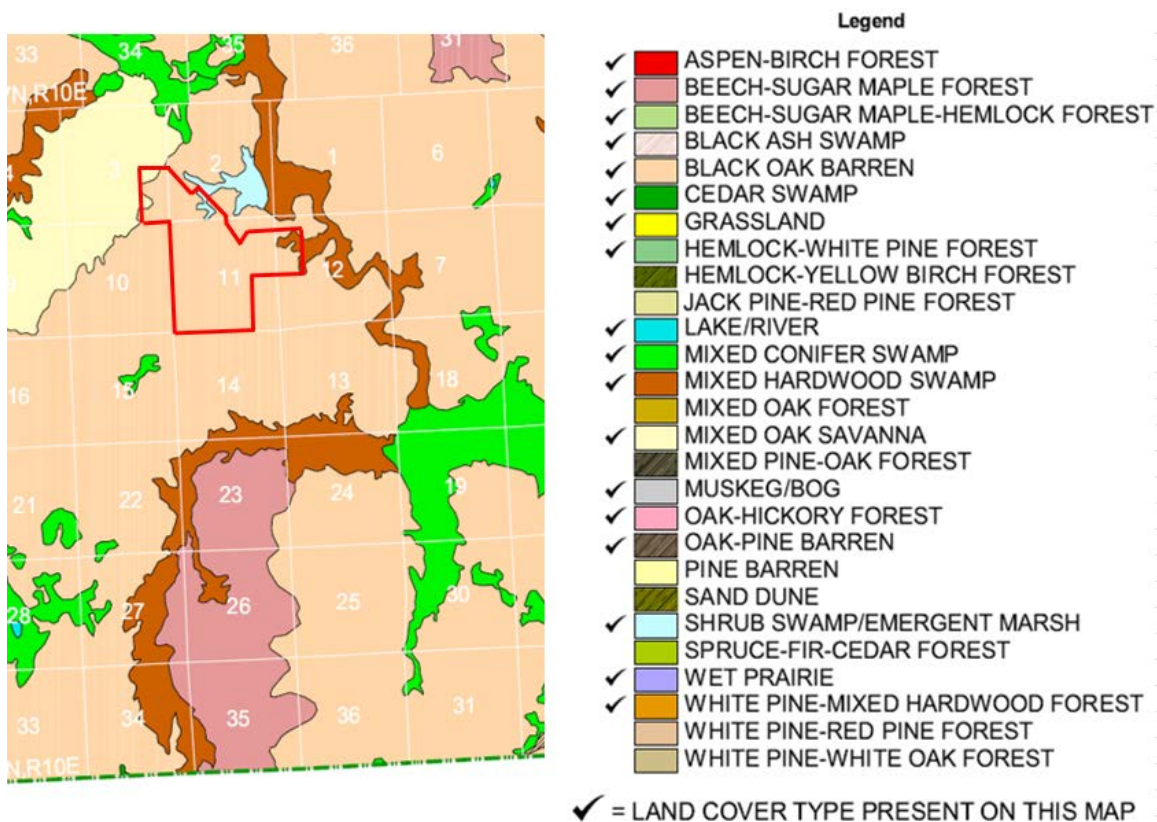 33
34
35
36
31
N,R10E
3
2
1
6
4
10
11
12
7
16
15
14
13
18
21
22
23
24
19
28
27
26
25
30
33
34
35
36
31
N,R10E
Legend
✓ ASPEN-BIRCH FOREST
✓ BEECH-SUGAR MAPLE FOREST
✓ BEECH-SUGAR MAPLE-HEMLOCK FOREST
✓ BLACK ASH SWAMP
✓ BLACK OAK BARREN
✓ CEDAR SWAMP
✓ GRASSLAND
✓ HEMLOCK-WHITE PINE FOREST
HEMLOCK-YELLOW BIRCH FOREST
JACK PINE-RED PINE FOREST
✓ LAKE/RIVER
✓ MIXED CONIFER SWAMP
✓ MIXED HARDWOOD SWAMP
MIXED OAK FOREST
✓ MIXED OAK SAVANNA
MIXED PINE-OAK FOREST
✓ MUSKEG/BOG
✓ OAK-HICKORY FOREST
✓ OAK-PINE BARREN
PINE BARREN
SAND DUNE
✓ SHRUB SWAMP/EMERGENT MARSH
SPRUCE-FIR-CEDAR FOREST
✓ WET PRAIRIE
✓ WHITE PINE-MIXED HARDWOOD FOREST
WHITE PINE-RED PINE FOREST
WHITE PINE-WHITE OAK FOREST
✓ = LAND COVER TYPE PRESENT ON THIS MAP